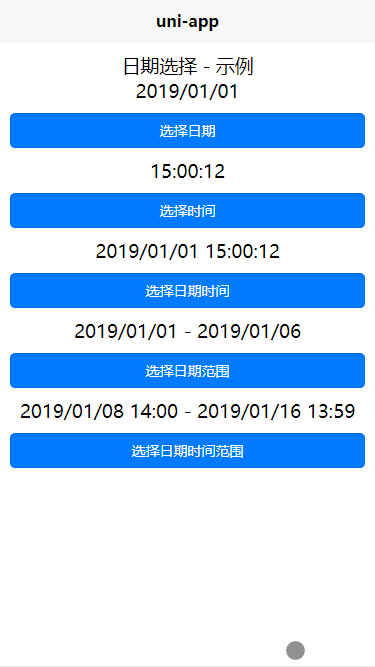 uni-app
日期选择 - 示例
2019/01/01
选择日期
15:00:12
选择时间
2019/01/01 15:00:12
选择日期时间
2019/01/01 - 2019/01/06
选择日期范围
2019/01/08 14:00 - 2019/01/16 13:59
选择日期时间范围